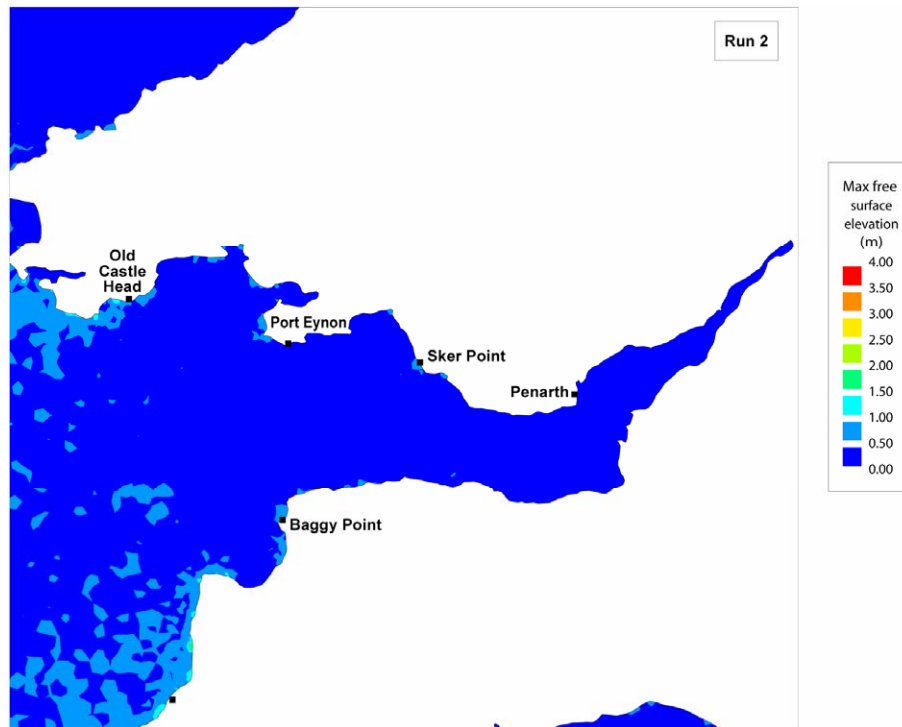 Run 2
Max free
surface
elevation
(m)
4.00
3.50
3.00
2.50
2.00
1.50
1.00
0.50
0.00
Old
Castle
Head
Port Eynon
Sker Point
Penarth
Baggy Point